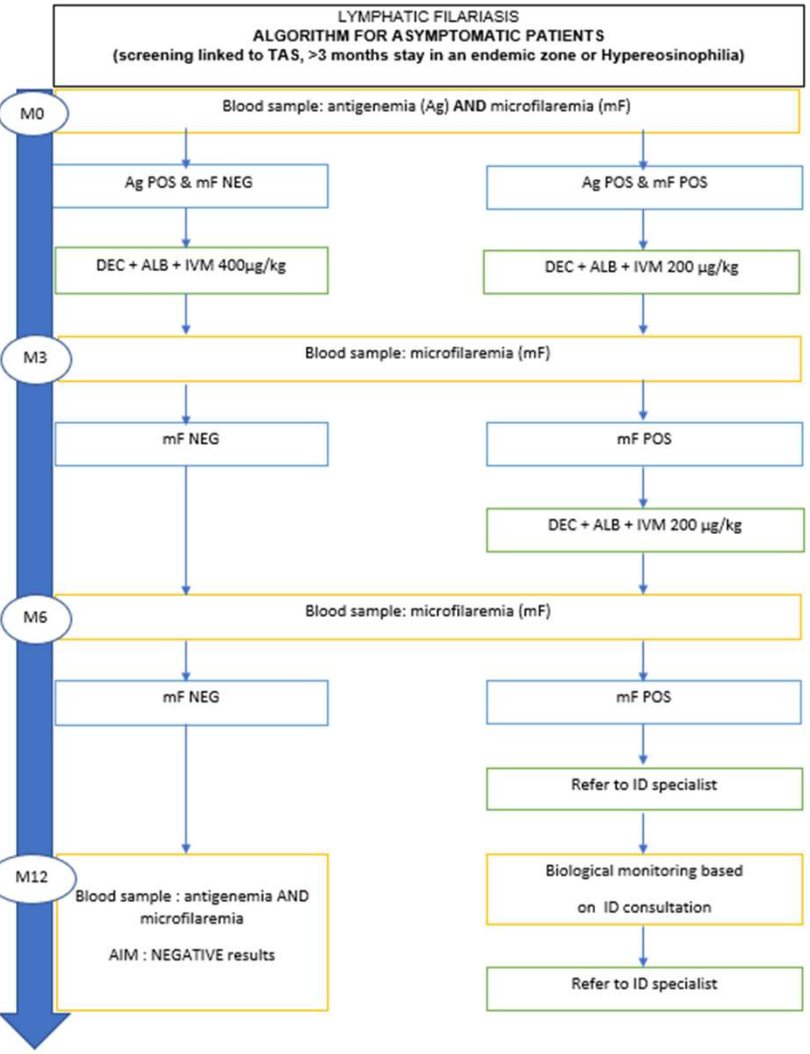 LYMPHATIC FILARIASIS
ALGORITHM FOR ASYMPTOMATIC PATIENTS
(screening linked to TAS, >3 months stay in an endemic zone or Hypereosinophilia)
M0
Blood sample: antigenemia (Ag) AND microfilaremia (mF)
Ag POS & mF NEG
Ag POS & mF POS
DEC + ALB + IVM 400µg/kg
DEC + ALB + IVM 200 µg/kg
M3
Blood sample: microfilaremia (mF)
mF NEG
mF POS
DEC + ALB + IVM 200 µg/kg
M6
Blood sample: microfilaremia (mF)
mF NEG
mF POS
Refer to ID specialist
M12
Blood sample : antigenemia AND
microfilaremia
AIM : NEGATIVE results
Biological monitoring based
on ID consultation
Refer to ID specialist